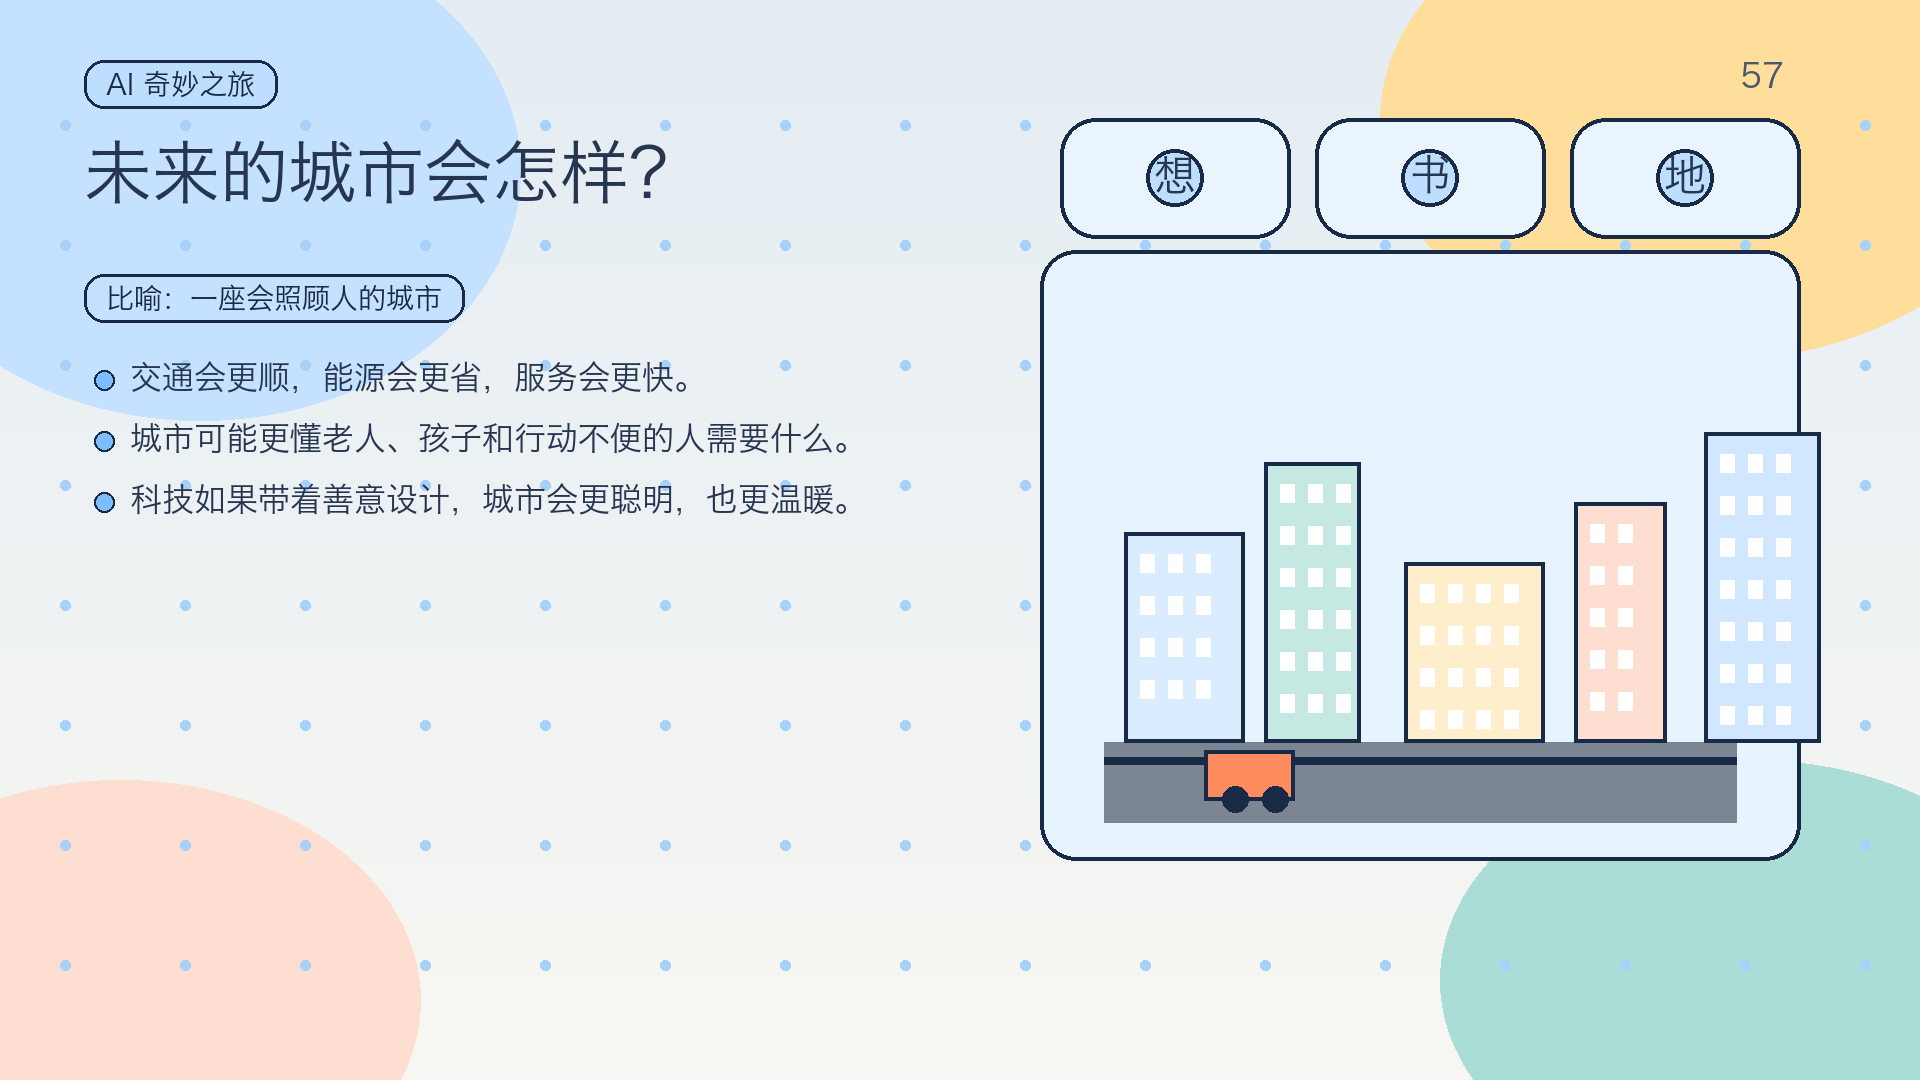 AI 奇妙之旅
57
未来的城市会怎样?
想
书
地
比喻：一座会照顾人的城市
交通会更顺，能源会更省，服务会更快。
城市可能更懂老人、孩子和行动不便的人需要什么。
科技如果带着善意设计，城市会更聪明，也更温暖。